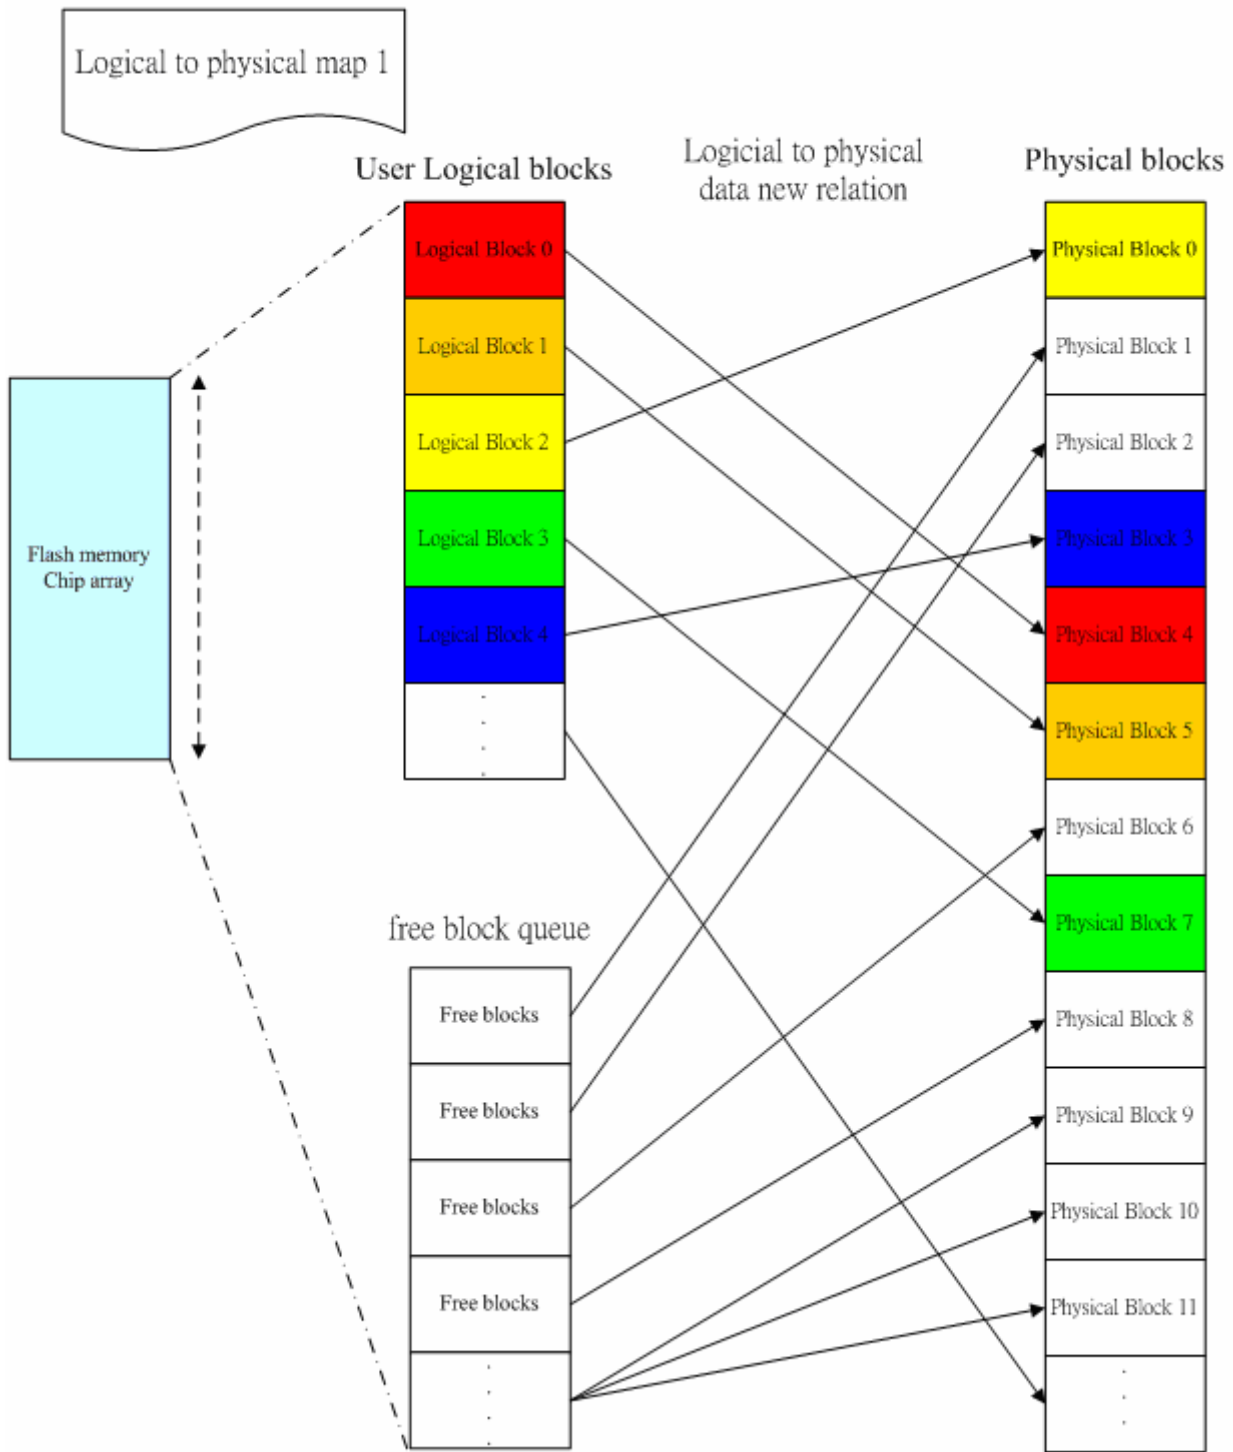 Logical to physical map 1
User Logical blocks
Logicial to physical
data new relation
Physical blocks
Logical Block 0
Logical Block 1
Logical Block 2
Logical Block 3
Logical Block 4
Flash memory
Chip array
free block queue
Free blocks
Free blocks
Free blocks
Free blocks
Physical Block 0
Physical Block 1
Physical Block 2
Physical Block 3
Physical Block 4
Physical Block 5
Physical Block 6
Physical Block 7
Physical Block 8
Physical Block 9
Physical Block 10
Physical Block 11